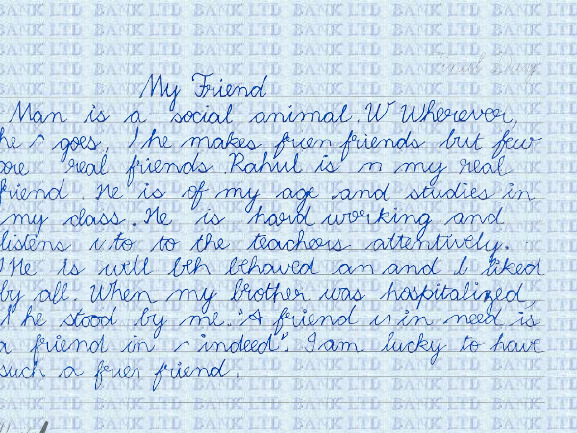 BANK LTD BANK LTD BANK LTD BANK LTD BANK LTD BANK LTD
My Friend
Man is a social animal. W Wherever,
he goes, he makes frien friends but few
are real friends Rahul is n my real
friend He is of my age and studies in
my class. He is hard working and
listens to to the teachers attentively.
He is well beh behaved an and l liked
by all. When my brother was hospitalized,
he stood by me. "A friend in in need is
a friend in indeed". I am lucky to have
such a friend.